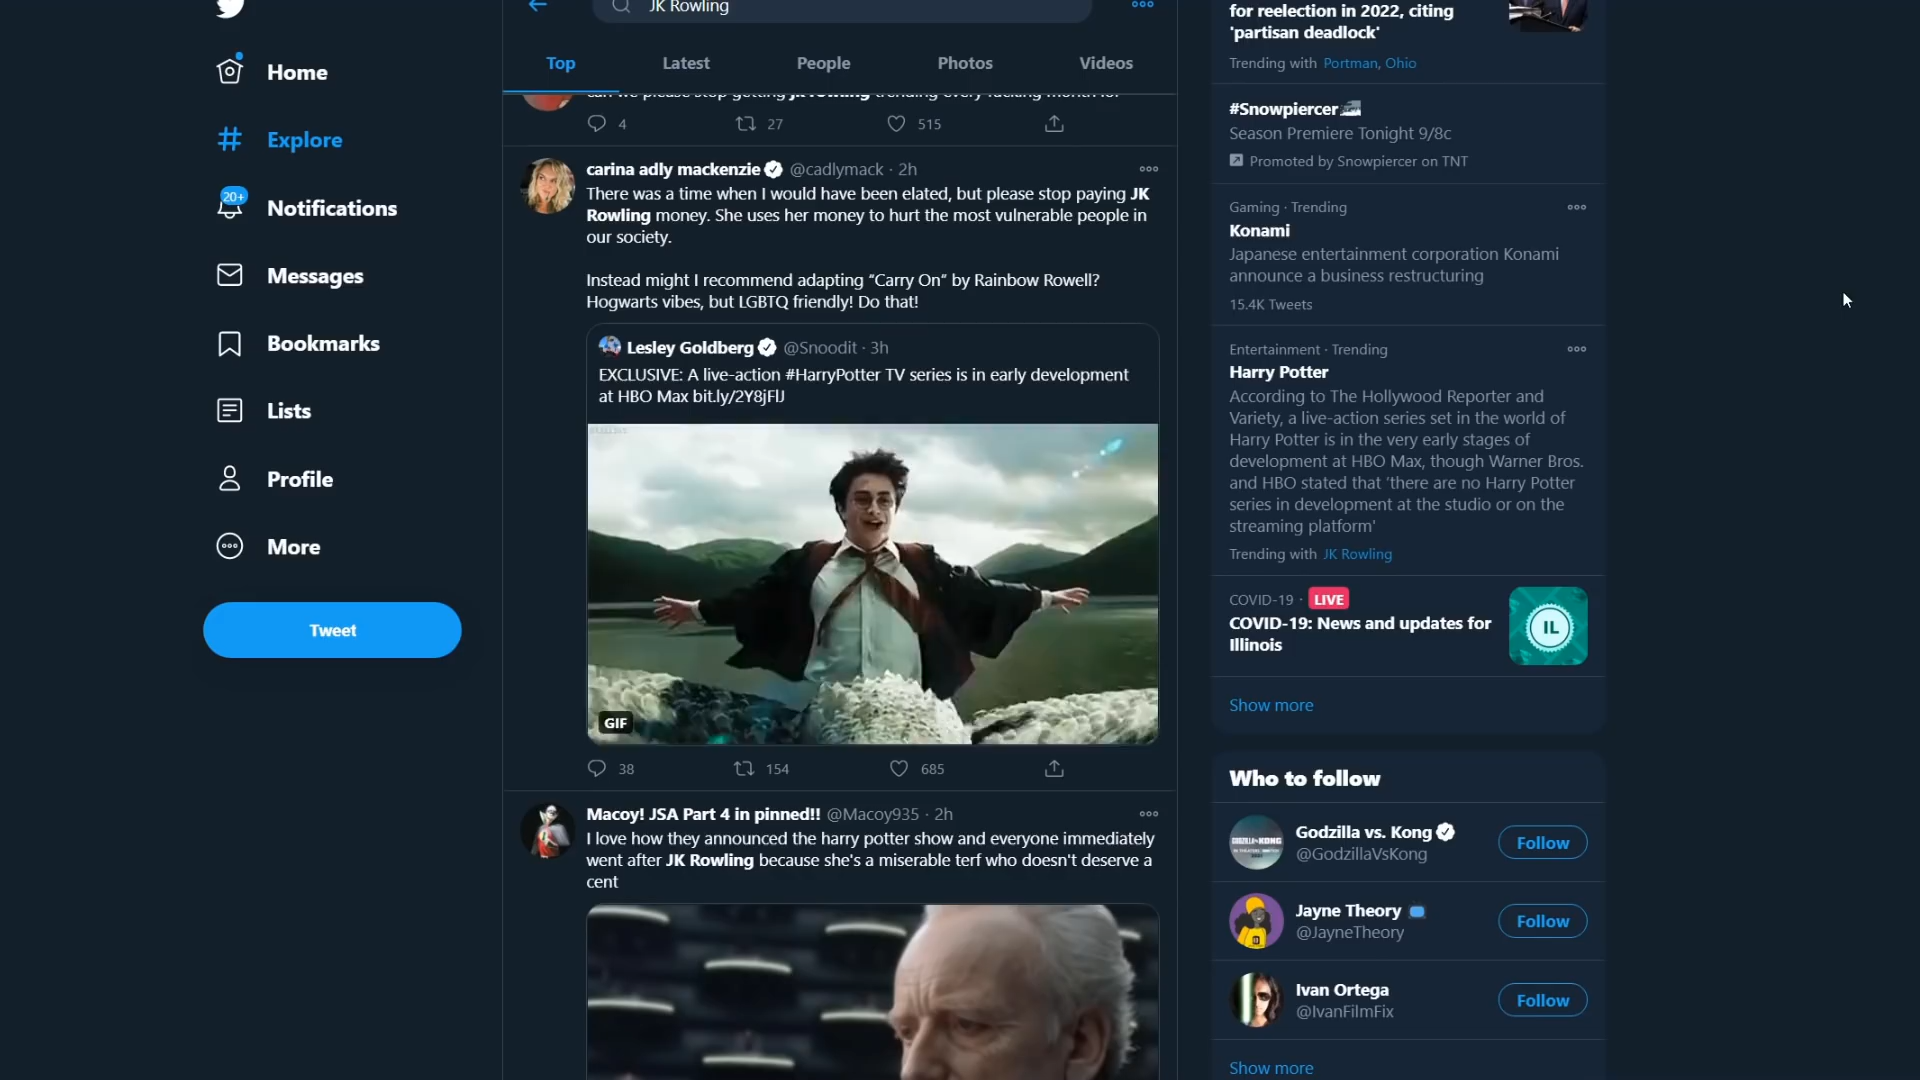 JK Rowling
Top
Latest
People
Photos
Videos
Home
Explore
20+
Notifications
Messages
Bookmarks
Lists
Profile
More
Tweet
can we please stop getting jk rowling trending every fucking month lol
4
27
515
carina adly mackenzie @cadlymack · 2h
There was a time when I would have been elated, but please stop paying JK
Rowling money. She uses her money to hurt the most vulnerable people in
our society.
Instead might I recommend adapting “Carry On” by Rainbow Rowell?
Hogwarts vibes, but LGBTQ friendly! Do that!
Lesley Goldberg @Snoodit · 3h
EXCLUSIVE: A live-action #HarryPotter TV series is in early development
at HBO Max bit.ly/2Y8jFlJ
GIF
38
154
685
Macoy! JSA Part 4 in pinned!! @Macoy935 · 2h
I love how they announced the harry potter show and everyone immediately
went after JK Rowling because she's a miserable terf who doesn't deserve a
cent
for reelection in 2022, citing
'partisan deadlock'
Trending with Portman, Ohio
#Snowpiercer
Season Premiere Tonight 9/8c
Promoted by Snowpiercer on TNT
Gaming · Trending
Konami
Japanese entertainment corporation Konami
announce a business restructuring
15.4K Tweets
Entertainment · Trending
Harry Potter
According to The Hollywood Reporter and
Variety, a live-action series set in the world of
Harry Potter is in the very early stages of
development at HBO Max, though Warner Bros.
and HBO stated that 'there are no Harry Potter
series in development at the studio or on the
streaming platform'
Trending with JK Rowling
COVID-19 · LIVE
COVID-19: News and updates for
Illinois
IL
Show more
Who to follow
Godzilla vs. Kong
@GodzillaVsKong
Follow
Jayne Theory
@JayneTheory
Follow
Ivan Ortega
@IvanFilmFix
Follow
Show more